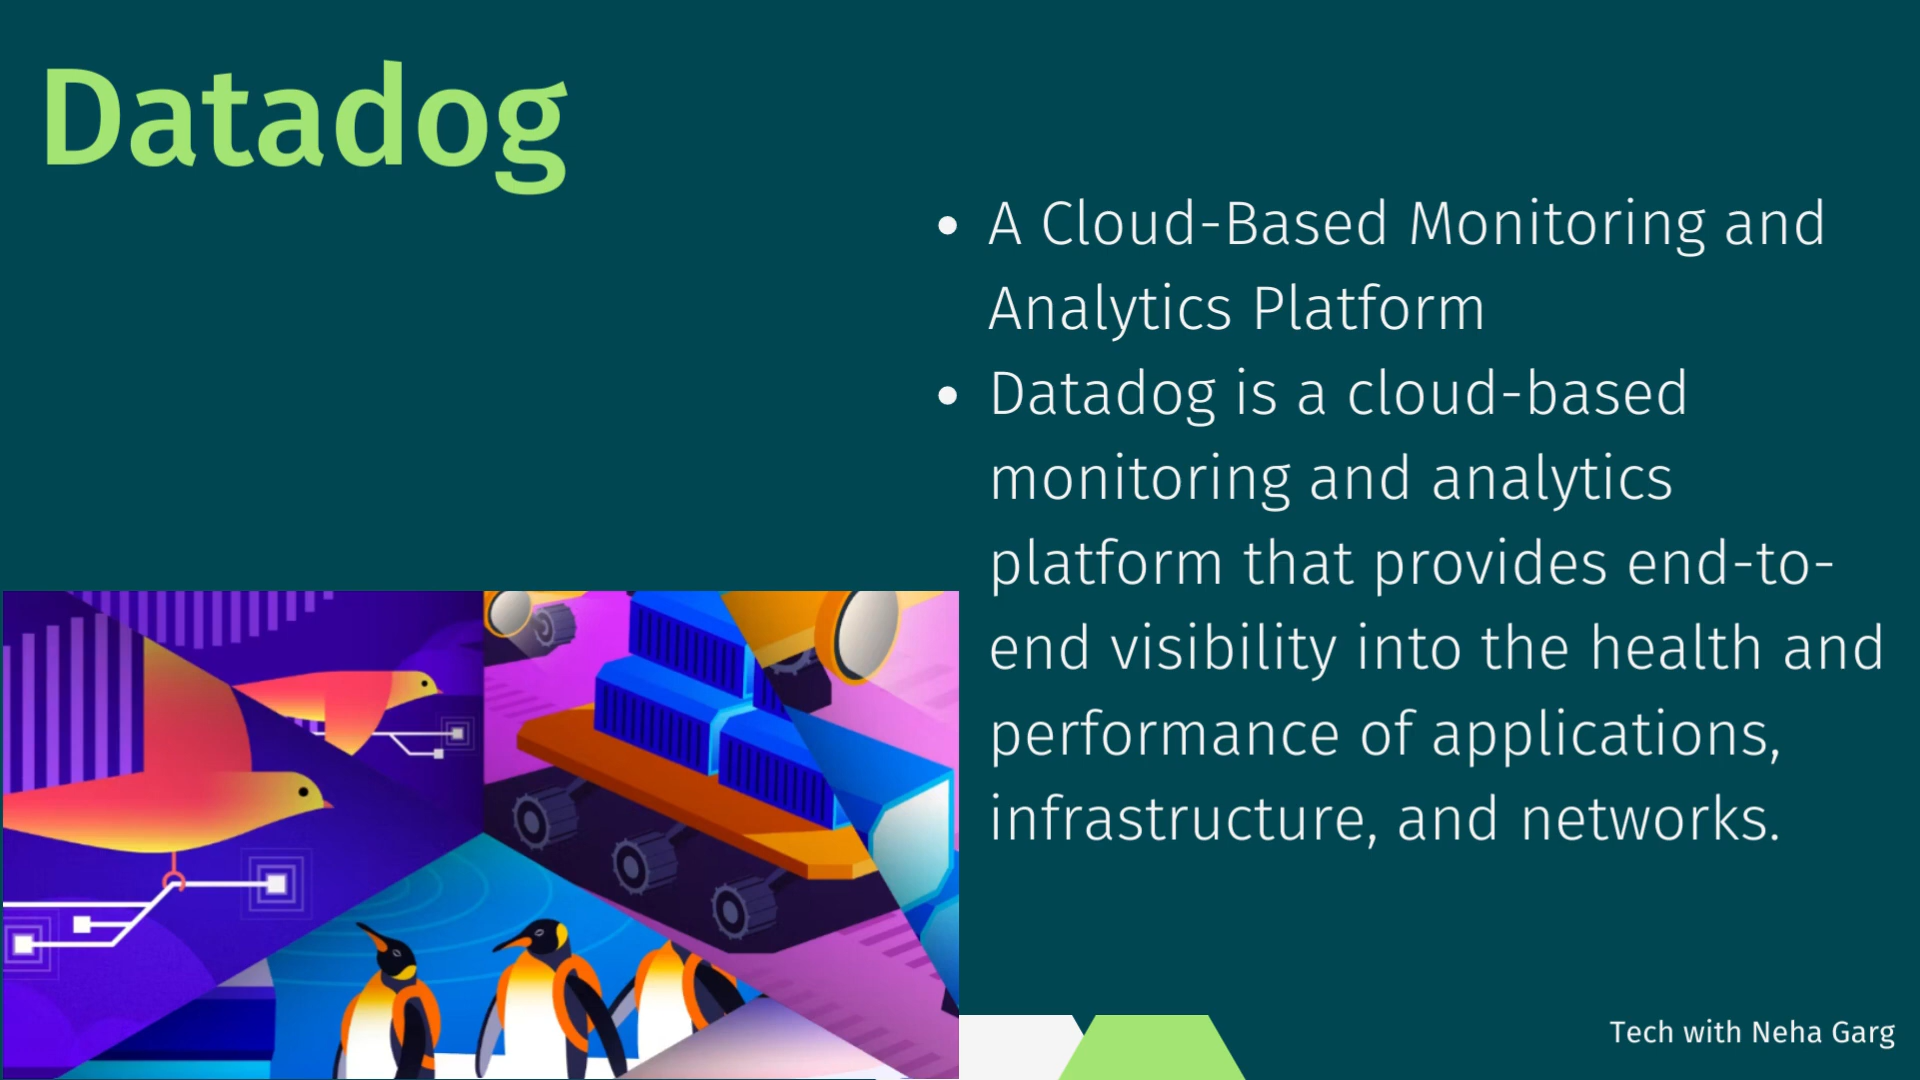 Datadog
• A Cloud-Based Monitoring and
Analytics Platform
• Datadog is a cloud-based
monitoring and analytics
platform that provides end-to-
end visibility into the health and
performance of applications,
infrastructure, and networks.
Tech with Neha Garg